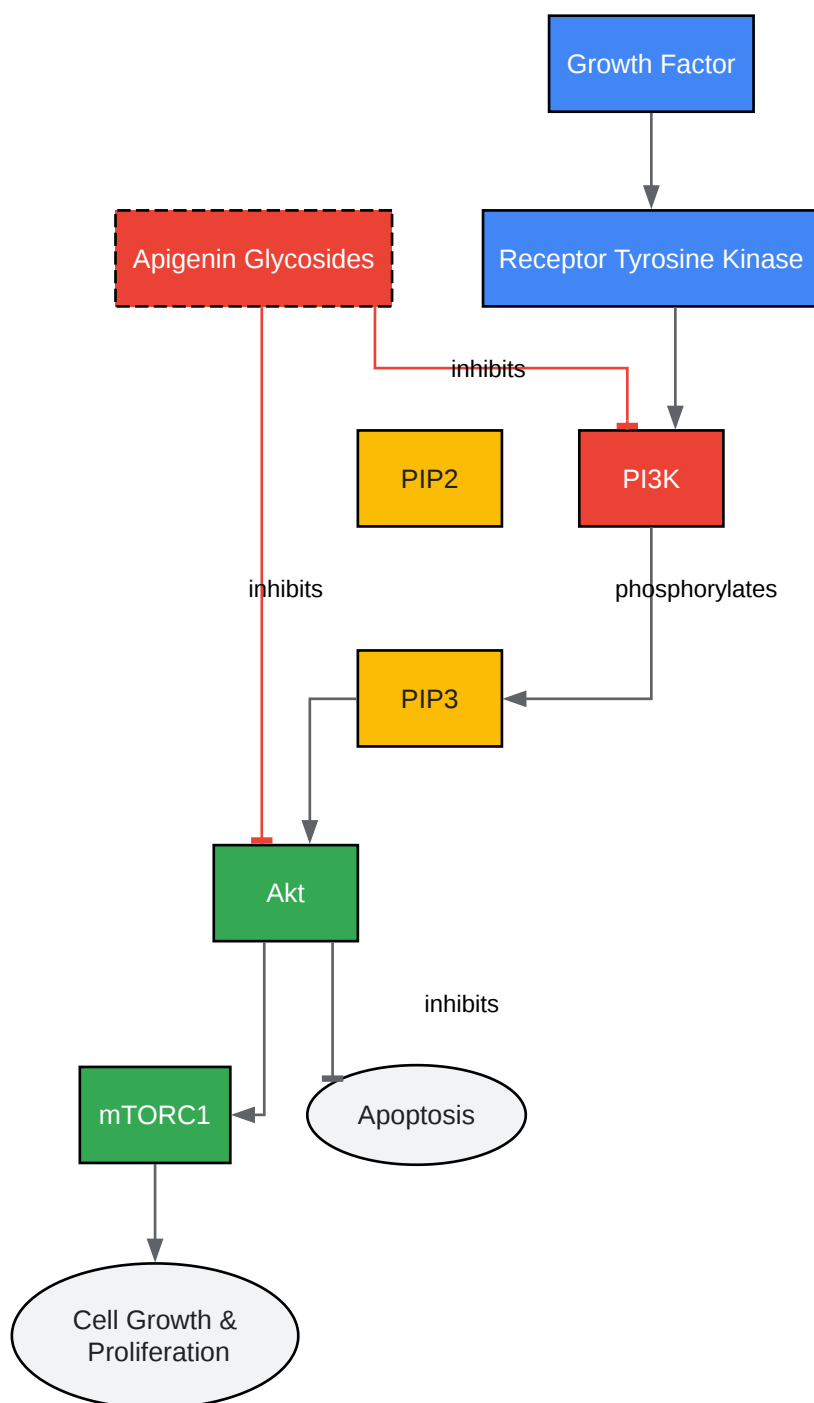 Growth Factor
Apigenin Glycosides
Receptor Tyrosine Kinase
inhibits
PIP2
PI3K
inhibits
phosphorylates
PIP3
Akt
inhibits
mTORC1
Apoptosis
Cell Growth &
Proliferation